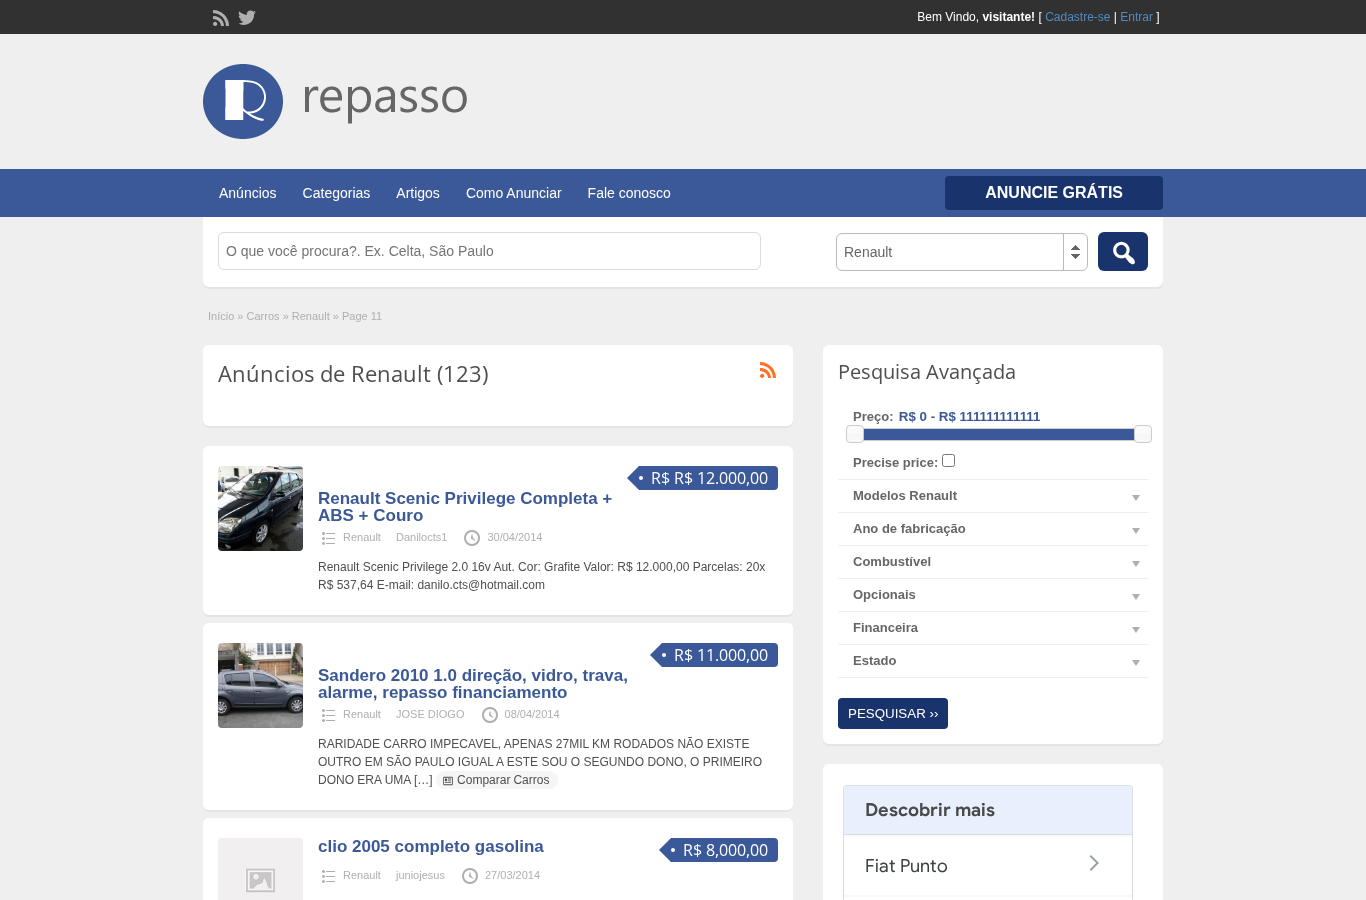 Bem Vindo, visitante! [ Cadastre-se | Entrar ]
R repasso
Anúncios Categorias Artigos Como Anunciar Fale conosco ANUNCIE GRÁTIS
O que você procura?. Ex. Celta, São Paulo Renault
Início » Carros » Renault » Page 11
Anúncios de Renault (123)
R$ R$ 12.000,00
Renault Scenic Privilege Completa +
ABS + Couro
Renault Danilocts1 30/04/2014
Renault Scenic Privilege 2.0 16v Aut. Cor: Grafite Valor: R$ 12.000,00 Parcelas: 20x
R$ 537,64 E-mail: danilo.cts@hotmail.com
R$ 11.000,00
Sandero 2010 1.0 direção, vidro, trava,
alarme, repasso financiamento
Renault JOSE DIOGO 08/04/2014
RARIDADE CARRO IMPECAVEL, APENAS 27MIL KM RODADOS NÃO EXISTE
OUTRO EM SÃO PAULO IGUAL A ESTE SOU O SEGUNDO DONO, O PRIMEIRO
DONO ERA UMA […] Comparar Carros
clio 2005 completo gasolina R$ 8,000,00
Renault juniojesus 27/03/2014
Pesquisa Avançada
Preço: R$ 0 - R$ 111111111111
Precise price:
Modelos Renault
Ano de fabricação
Combustível
Opcionais
Financeira
Estado
PESQUISAR ››
Descobrir mais
Fiat Punto